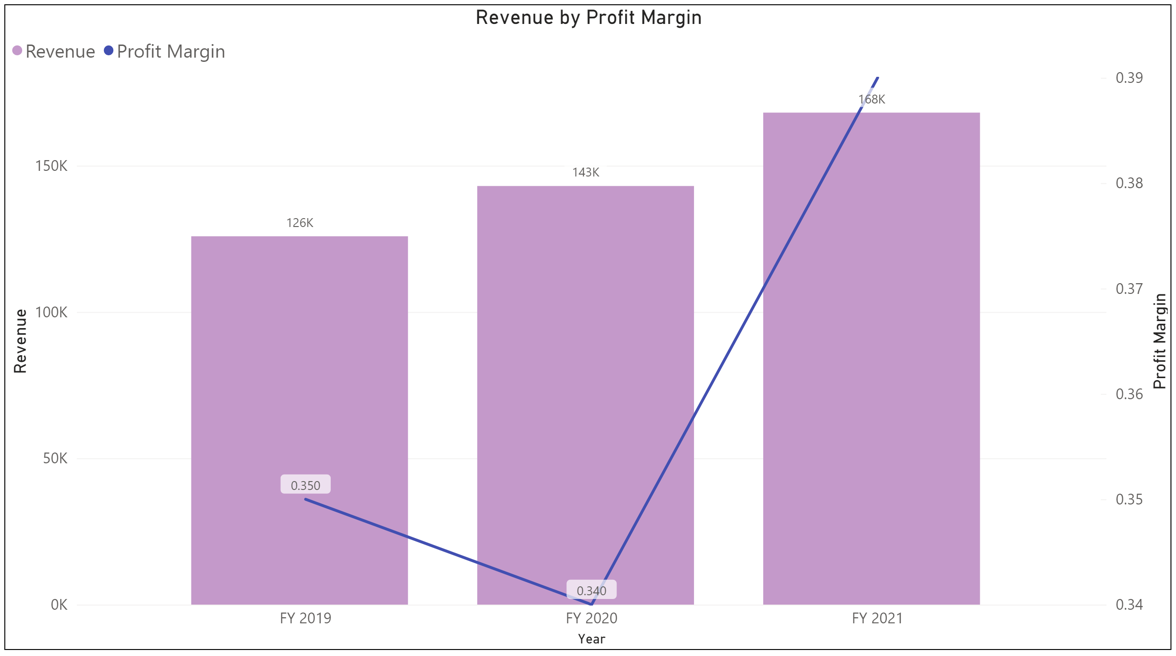 Revenue by Profit Margin
Revenue Profit Margin
0.39
168K
150K
143K
0.38
126K
0.37
100K
Revenue
Profit Margin
0.36
50K
0.350
0.35
0.340
0K
0.34
FY 2019 FY 2020 FY 2021
Year